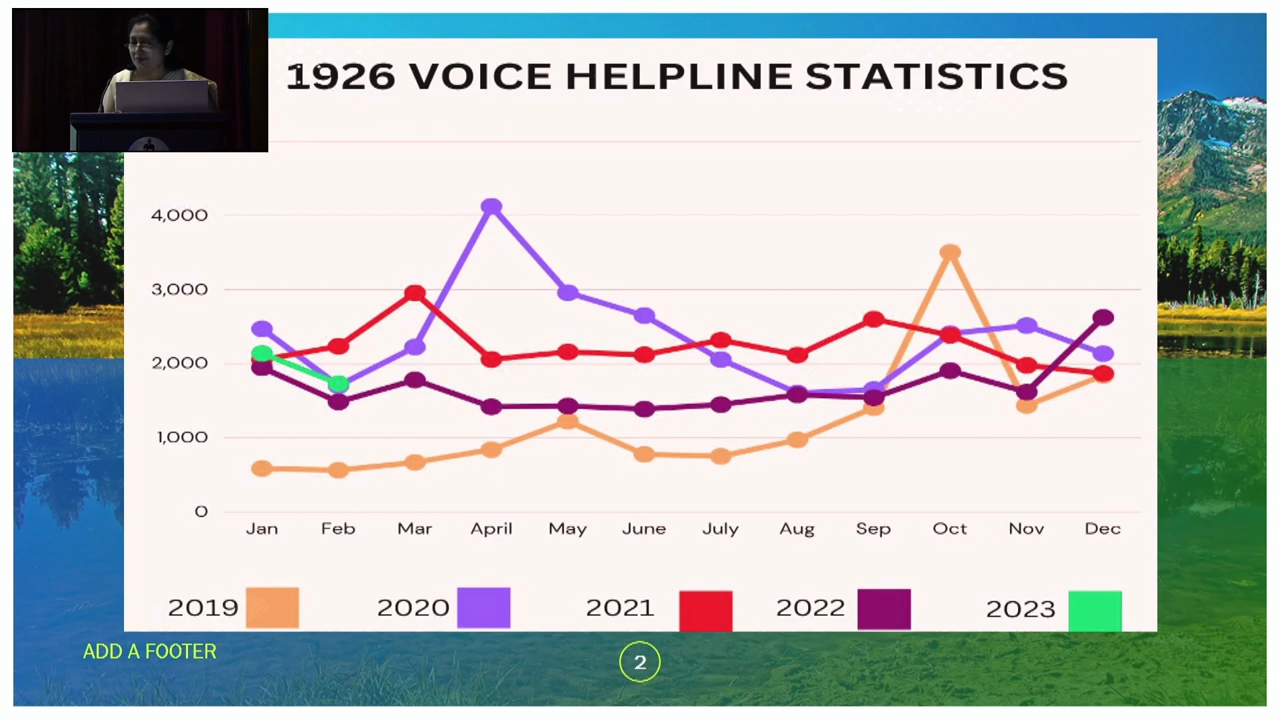 1926 VOICE HELPLINE STATISTICS
4,000
3,000
2,000
1,000
0
Jan Feb Mar April May June July Aug Sep Oct Nov Dec
2019 2020 2021 2022 2023
ADD A FOOTER
2